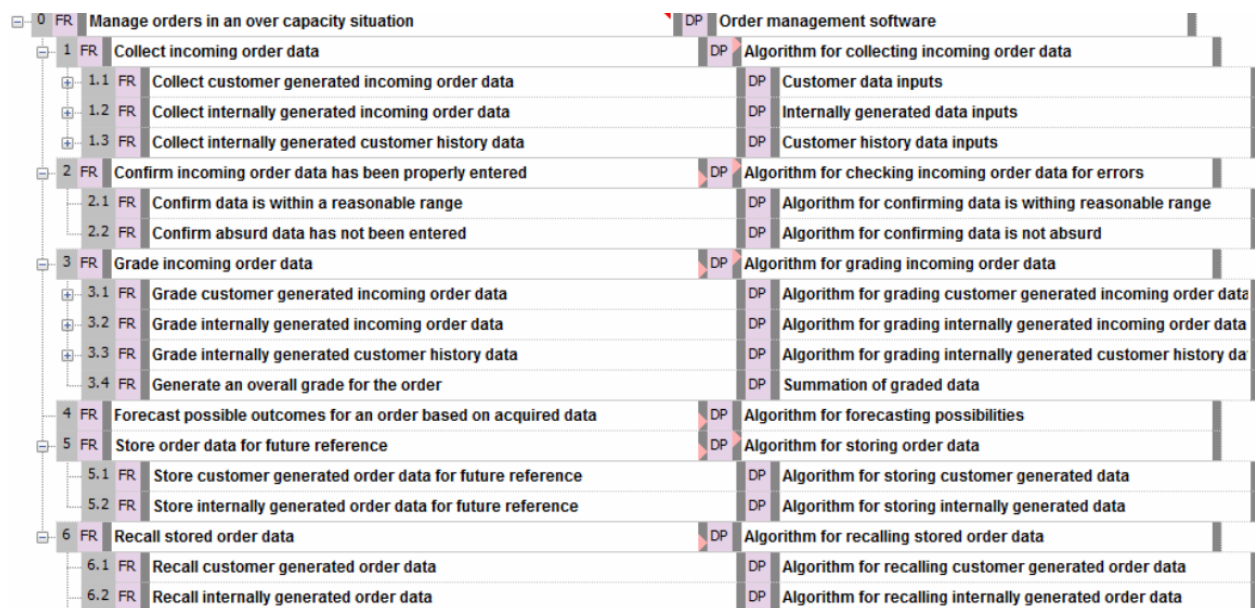 0 FR Manage orders in an over capacity situation DP Order management software
1 FR Collect incoming order data DP Algorithm for collecting incoming order data
1.1 FR Collect customer generated incoming order data DP Customer data inputs
1.2 FR Collect internally generated incoming order data DP Internally generated data inputs
1.3 FR Collect internally generated customer history data DP Customer history data inputs
2 FR Confirm incoming order data has been properly entered DP Algorithm for checking incoming order data for errors
2.1 FR Confirm data is within a reasonable range DP Algorithm for confirming data is withing reasonable range
2.2 FR Confirm absurd data has not been entered DP Algorithm for confirming data is not absurd
3 FR Grade incoming order data DP Algorithm for grading incoming order data
3.1 FR Grade customer generated incoming order data DP Algorithm for grading customer generated incoming order data
3.2 FR Grade internally generated incoming order data DP Algorithm for grading internally generated incoming order data
3.3 FR Grade internally generated customer history data DP Algorithm for grading internally generated customer history da
3.4 FR Generate an overall grade for the order DP Summation of graded data
4 FR Forecast possible outcomes for an order based on acquired data DP Algorithm for forecasting possibilities
5 FR Store order data for future reference DP Algorithm for storing order data
5.1 FR Store customer generated order data for future reference DP Algorithm for storing customer generated data
5.2 FR Store internally generated order data for future reference DP Algorithm for storing internally generated data
6 FR Recall stored order data DP Algorithm for recalling stored order data
6.1 FR Recall customer generated order data DP Algorithm for recalling customer generated order data
6.2 FR Recall internally generated order data DP Algorithm for recalling internally generated order data